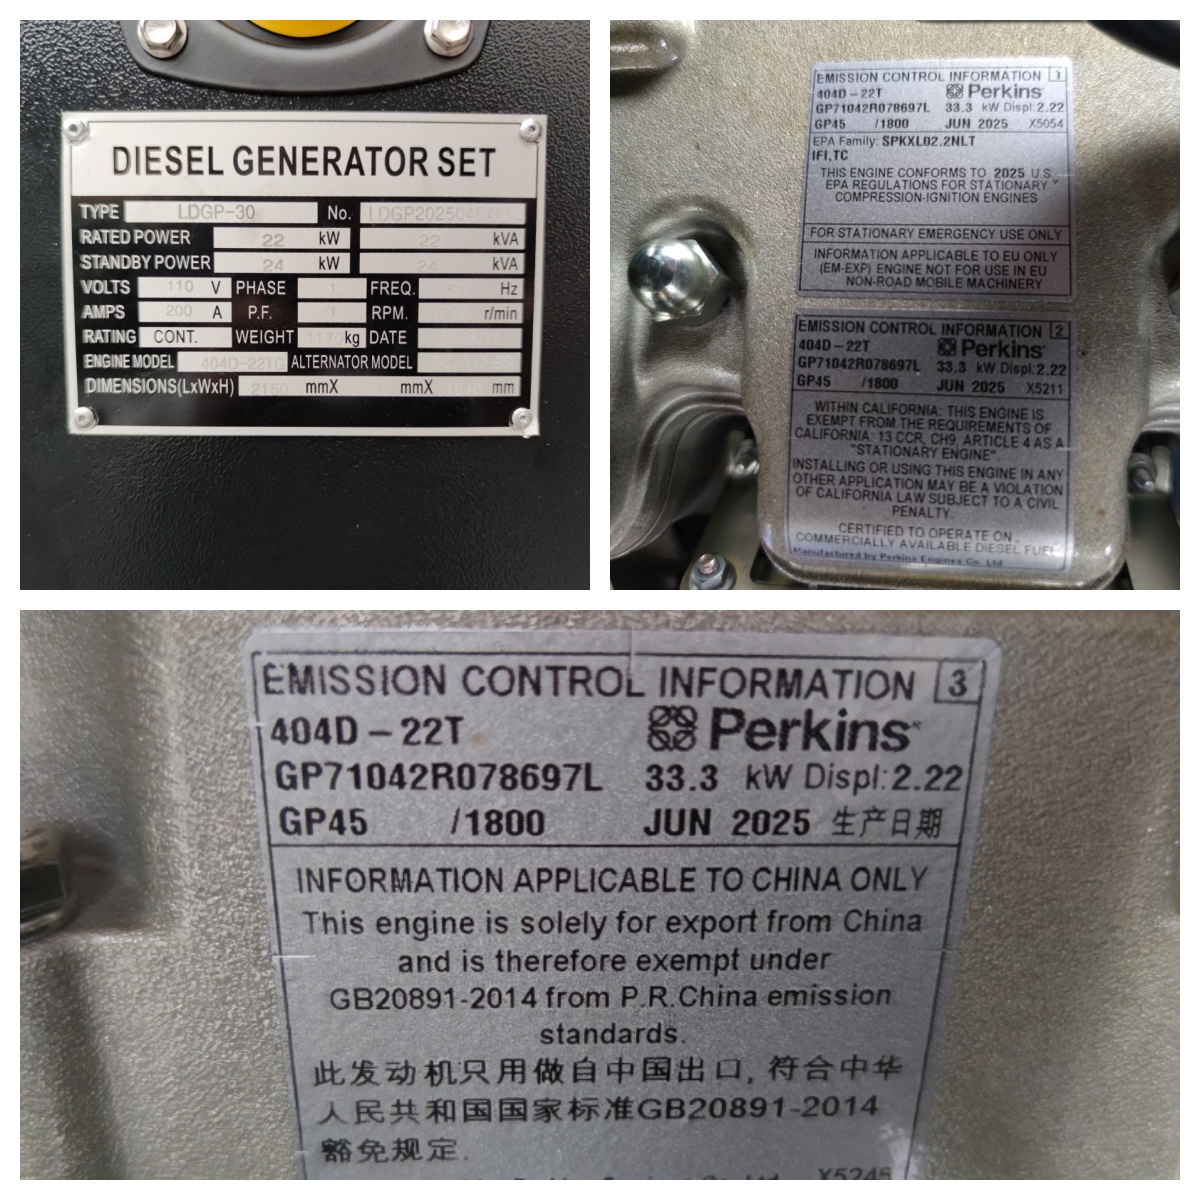 DIESEL GENERATOR SET
TYPE LDGP-30 No.
RATED POWER 22 kW 22 kVA
STANDBY POWER 24 kW 24 kVA
VOLTS 110 V PHASE 1 FREQ. Hz
AMPS 200 A P.F. 1 RPM. r/min
RATING CONT. WEIGHT kg DATE
ENGINE MODEL 404D-22TG ALTERNATOR MODEL
DIMENSIONS(LxWxH) 2150 mmX mmX mm
EMISSION CONTROL INFORMATION 1
404D-22T Perkins
GP71042R078697L 33.3 kW Displ:2.22
GP45 /1800 JUN 2025 X5054
EPA Family: SPKXL02.2NLT
IFI,TC
THIS ENGINE CONFORMS TO 2025 U.S.
EPA REGULATIONS FOR STATIONARY
COMPRESSION-IGNITION ENGINES
FOR STATIONARY EMERGENCY USE ONLY
INFORMATION APPLICABLE TO EU ONLY
(EM-EXP) ENGINE NOT FOR USE IN EU
NON-ROAD MOBILE MACHINERY
EMISSION CONTROL INFORMATION 2
404D-22T Perkins
GP71042R078697L 33.3 kW Displ:2.22
GP45 /1800 JUN 2025 X5211
WITHIN CALIFORNIA: THIS ENGINE IS
EXEMPT FROM THE REQUIREMENTS OF
CALIFORNIA: 13 CCR, CH9, ARTICLE 4 AS A
"STATIONARY ENGINE".
INSTALLING OR USING THIS ENGINE IN ANY
OTHER APPLICATION MAY BE A VIOLATION
OF CALIFORNIA LAW SUBJECT TO A CIVIL
PENALTY.
CERTIFIED TO OPERATE ON
COMMERCIALLY AVAILABLE DIESEL FUEL
Manufactured by Perkins Engines Co. Ltd
EMISSION CONTROL INFORMATION 3
404D-22T Perkins
GP71042R078697L 33.3 kW Displ:2.22
GP45 /1800 JUN 2025 生产日期
INFORMATION APPLICABLE TO CHINA ONLY
This engine is solely for export from China
and is therefore exempt under
GB20891-2014 from P.R.China emission
standards.
此发动机只用做自中国出口, 符合中华
人民共和国国家标准GB20891-2014
豁免规定.
X5245